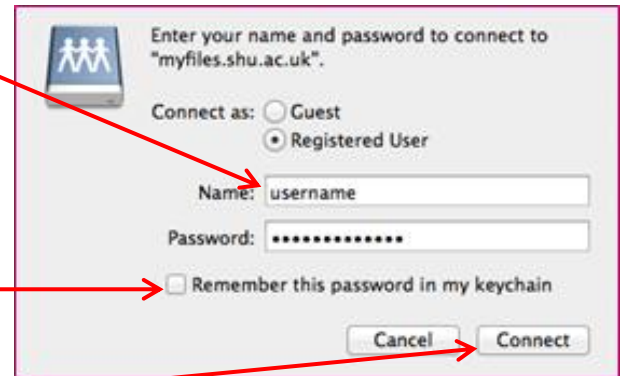 Enter your name and password to connect to
"myfiles.shu.ac.uk".
Connect as: Guest
Registered User
Name: username
Password: •••••••••••••
Remember this password in my keychain
Cancel Connect